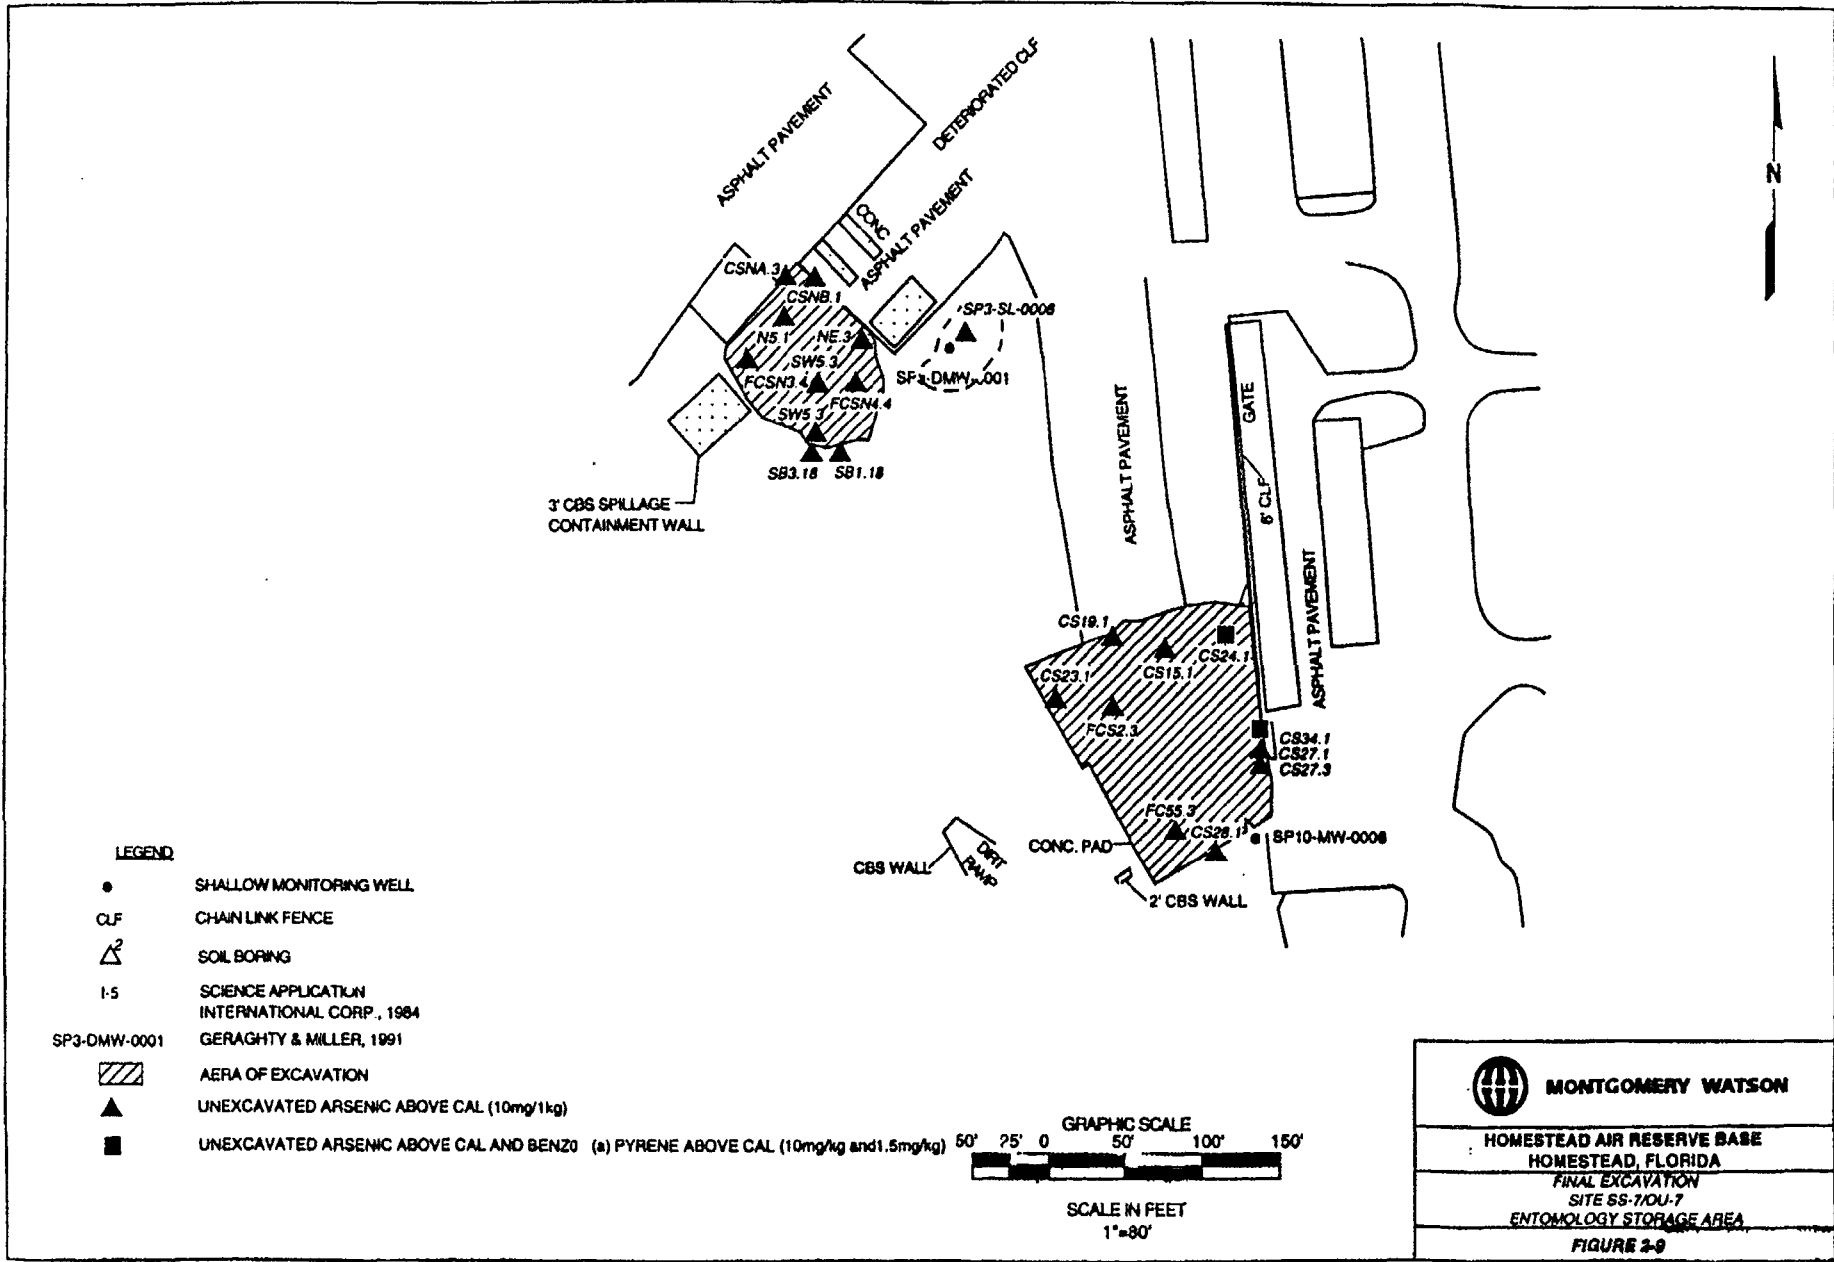 ASPHALT PAVEMENT
DETERIORATED CLF
CONC
ASPHALT PAVEMENT
N
CSNA.3
CSNB.1
N5.1
NE.3
SW5.3
FCSN3.4
FCSN4.4
SW5.3
SB3.18
SB1.18
SP3-SL-0006
3' CBS SPILLAGE
CONTAINMENT WALL
ASPHALT PAVEMENT
GATE
6' CLF
ASPHALT PAVEMENT
CS19.1
CS15.1
CS24.1
CS23.1
FCS2.3
CS34.1
CS27.1
CS27.3
FC55.3
CS28.1
SP10-MW-0006
CONC. PAD
CBS WALL
DIRT
RAMP
2' CBS WALL
LEGEND
SHALLOW MONITORING WELL
CLF CHAIN LINK FENCE
2 SOIL BORING
I-5 SCIENCE APPLICATION
INTERNATIONAL CORP., 1984
SP3-DMW-0001 GERAGHTY & MILLER, 1991
AERA OF EXCAVATION
UNEXCAVATED ARSENIC ABOVE CAL (10mg/1kg)
UNEXCAVATED ARSENIC ABOVE CAL AND BENZ0 (a) PYRENE ABOVE CAL (10mg/kg and1.5mg/kg)
GRAPHIC SCALE
50' 25' 0 50' 100' 150'
SCALE IN FEET
1"=80'
MONTGOMERY WATSON
HOMESTEAD AIR RESERVE BASE
HOMESTEAD, FLORIDA
FINAL EXCAVATION
SITE SS-7/OU-7
ENTOMOLOGY STORAGE AREA
FIGURE 2-9